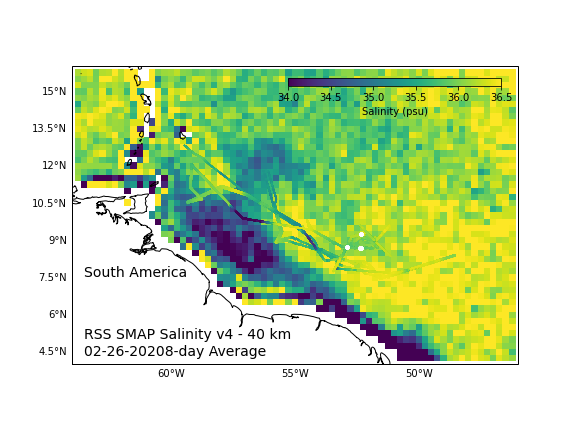 15°N
34.0 34.5 35.0 35.5 36.0 36.5
Salinity (psu)
13.5°N
12°N
10.5°N
9°N
7.5°N
South America
6°N
RSS SMAP Salinity v4 - 40 km
4.5°N
02-26-20208-day Average
60°W 55°W 50°W